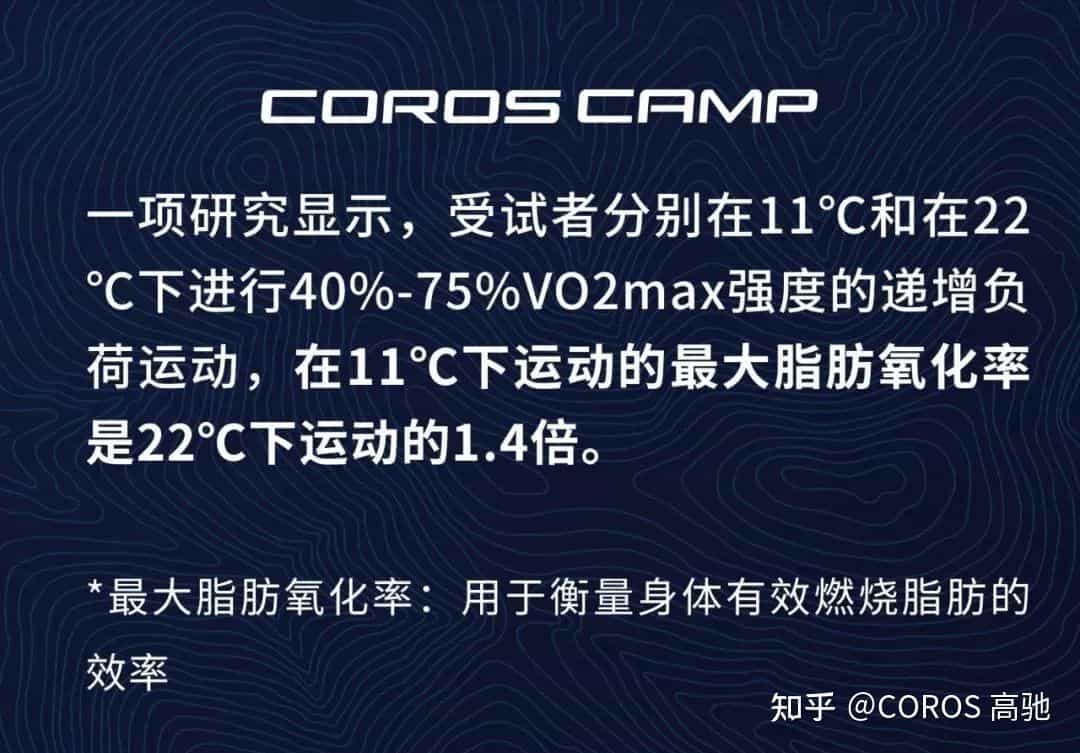 COROS CAMP
一项研究显示，受试者分别在11℃和在22
℃下进行40%-75%VO2max强度的递增负
荷运动，在11℃下运动的最大脂肪氧化率
是22℃下运动的1.4倍。
*最大脂肪氧化率：用于衡量身体有效燃烧脂肪的
效率
知乎 @COROS 高驰